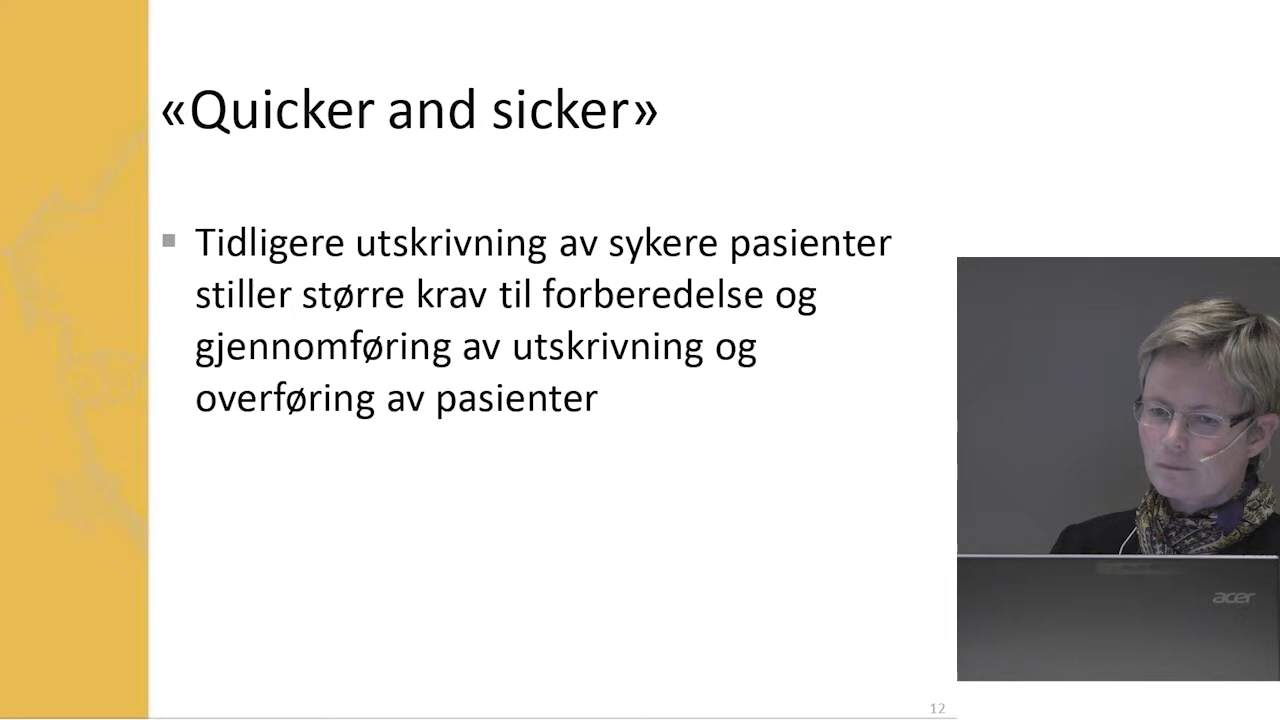 «Quicker and sicker»
▪ Tidligere utskrivning av sykere pasienter
stiller større krav til forberedelse og
gjennomføring av utskrivning og
overføring av pasienter
acer
12